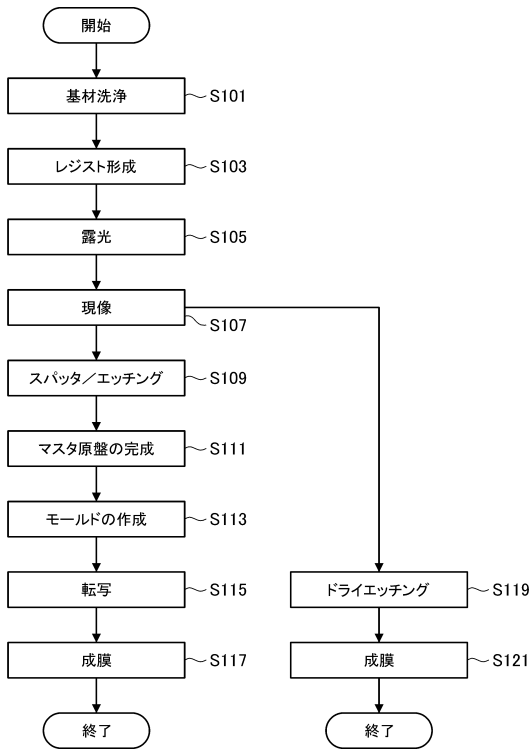 開始
基材洗浄 S101
レジスト形成 S103
露光 S105
現像 S107
スパッタ／エッチング S109
マスタ原盤の完成 S111
モールドの作成 S113
転写 S115
成膜 S117
終了
ドライエッチング S119
成膜 S121
終了